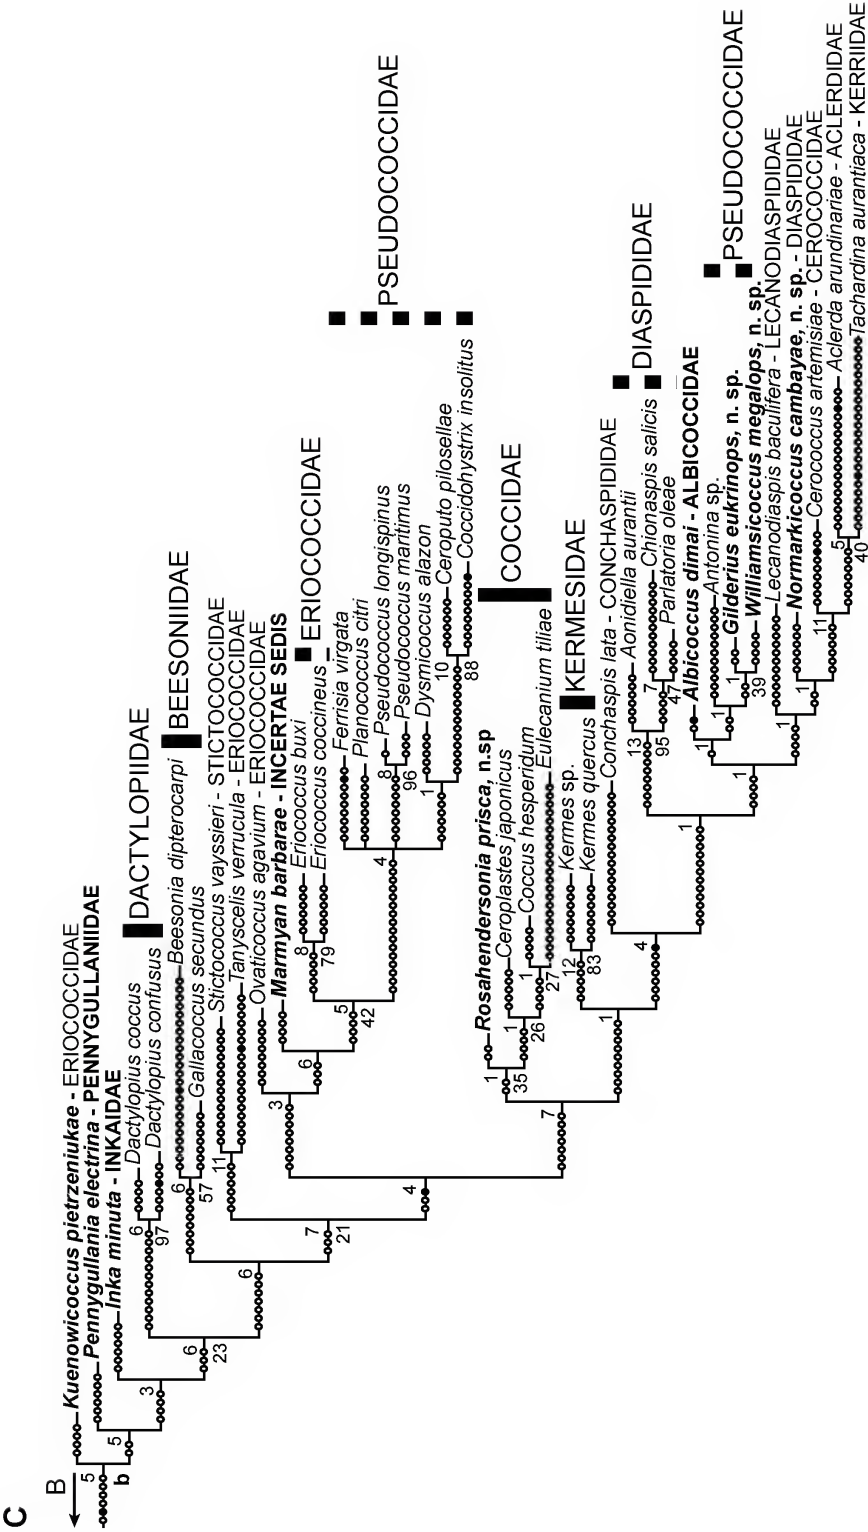 C
B
Kuenowicoccus pietrzeniukae - ERIOCOCCIDAE
Pennygullania electrina - PENNYGULLANIIDAE
Inka minuta - INKAIDAE
Dactylopius coccus
Dactylopius confusus
DACTYLOPIIDAE
Beesonia dipterocarpi
Gallacoccus secundus
BEESONIIDAE
Stictococcus vayssieri - STICTOCOCCIDAE
Tanyscelis verrucula - ERIOCOCCIDAE
Ovaticoccus agavium - ERIOCOCCIDAE
Marmyan barbarae - INCERTAE SEDIS
Eriococcus buxi
Eriococcus coccineus
ERIOCOCCIDAE
Ferrisia virgata
Planococcus citri
Pseudococcus longispinus
Pseudococcus maritimus
Dysmicoccus alazon
Ceroputo pilosellae
Coccidohystrix insolitus
PSEUDOCOCCIDAE
Rosahendersonia prisca, n.sp
Ceroplastes japonicus
Coccus hesperidum
Eulecanium tiliae
COCCIDAE
Kermes sp.
Kermes quercus
KERMESIDAE
Conchaspis lata - CONCHASPIDIDAE
Aonidiella aurantii
Chionaspis salicis
Parlatoria oleae
DIASPIDIDAE
Albicoccus dimai - ALBICOCCIDAE
Antonina sp.
Gilderius eukrinops, n. sp.
Williamsicoccus megalops, n. sp.
PSEUDOCOCCIDAE
Lecanodiaspis baculifera - LECANODIASPIDIDAE
Normarkicoccus cambayae, n. sp. - DIASPIDIDAE
Cerococcus artemisiae - CEROCOCCIDAE
Aclerda arundinariae - ACLERDIDAE
Tachardina aurantiaca - KERRIIDAE
5
b
5
3
6
23
6
97
6
6
57
7
21
11
4
3
6
5
42
8
79
4
8
96
1
10
88
7
1
35
1
26
1
27
1
12
83
4
1
13
95
7
47
1
1
1
1
39
1
1
11
5
40